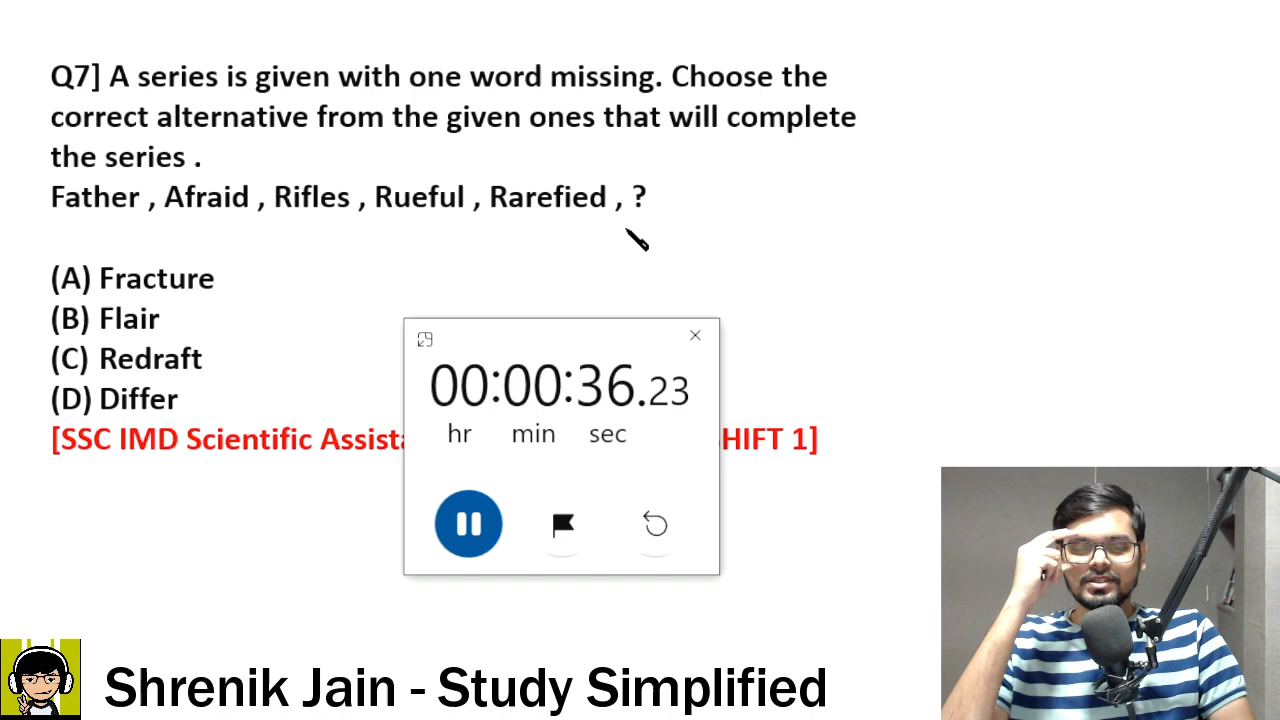 Q7] A series is given with one word missing. Choose the
correct alternative from the given ones that will complete
the series .
Father , Afraid , Rifles , Rueful , Rarefied , ?
(A) Fracture
(B) Flair
(C) Redraft
(D) Differ
[SSC IMD Scientific SHIFT 1]
00:00:36.23
hr min sec
Shrenik Jain - Study Simplified